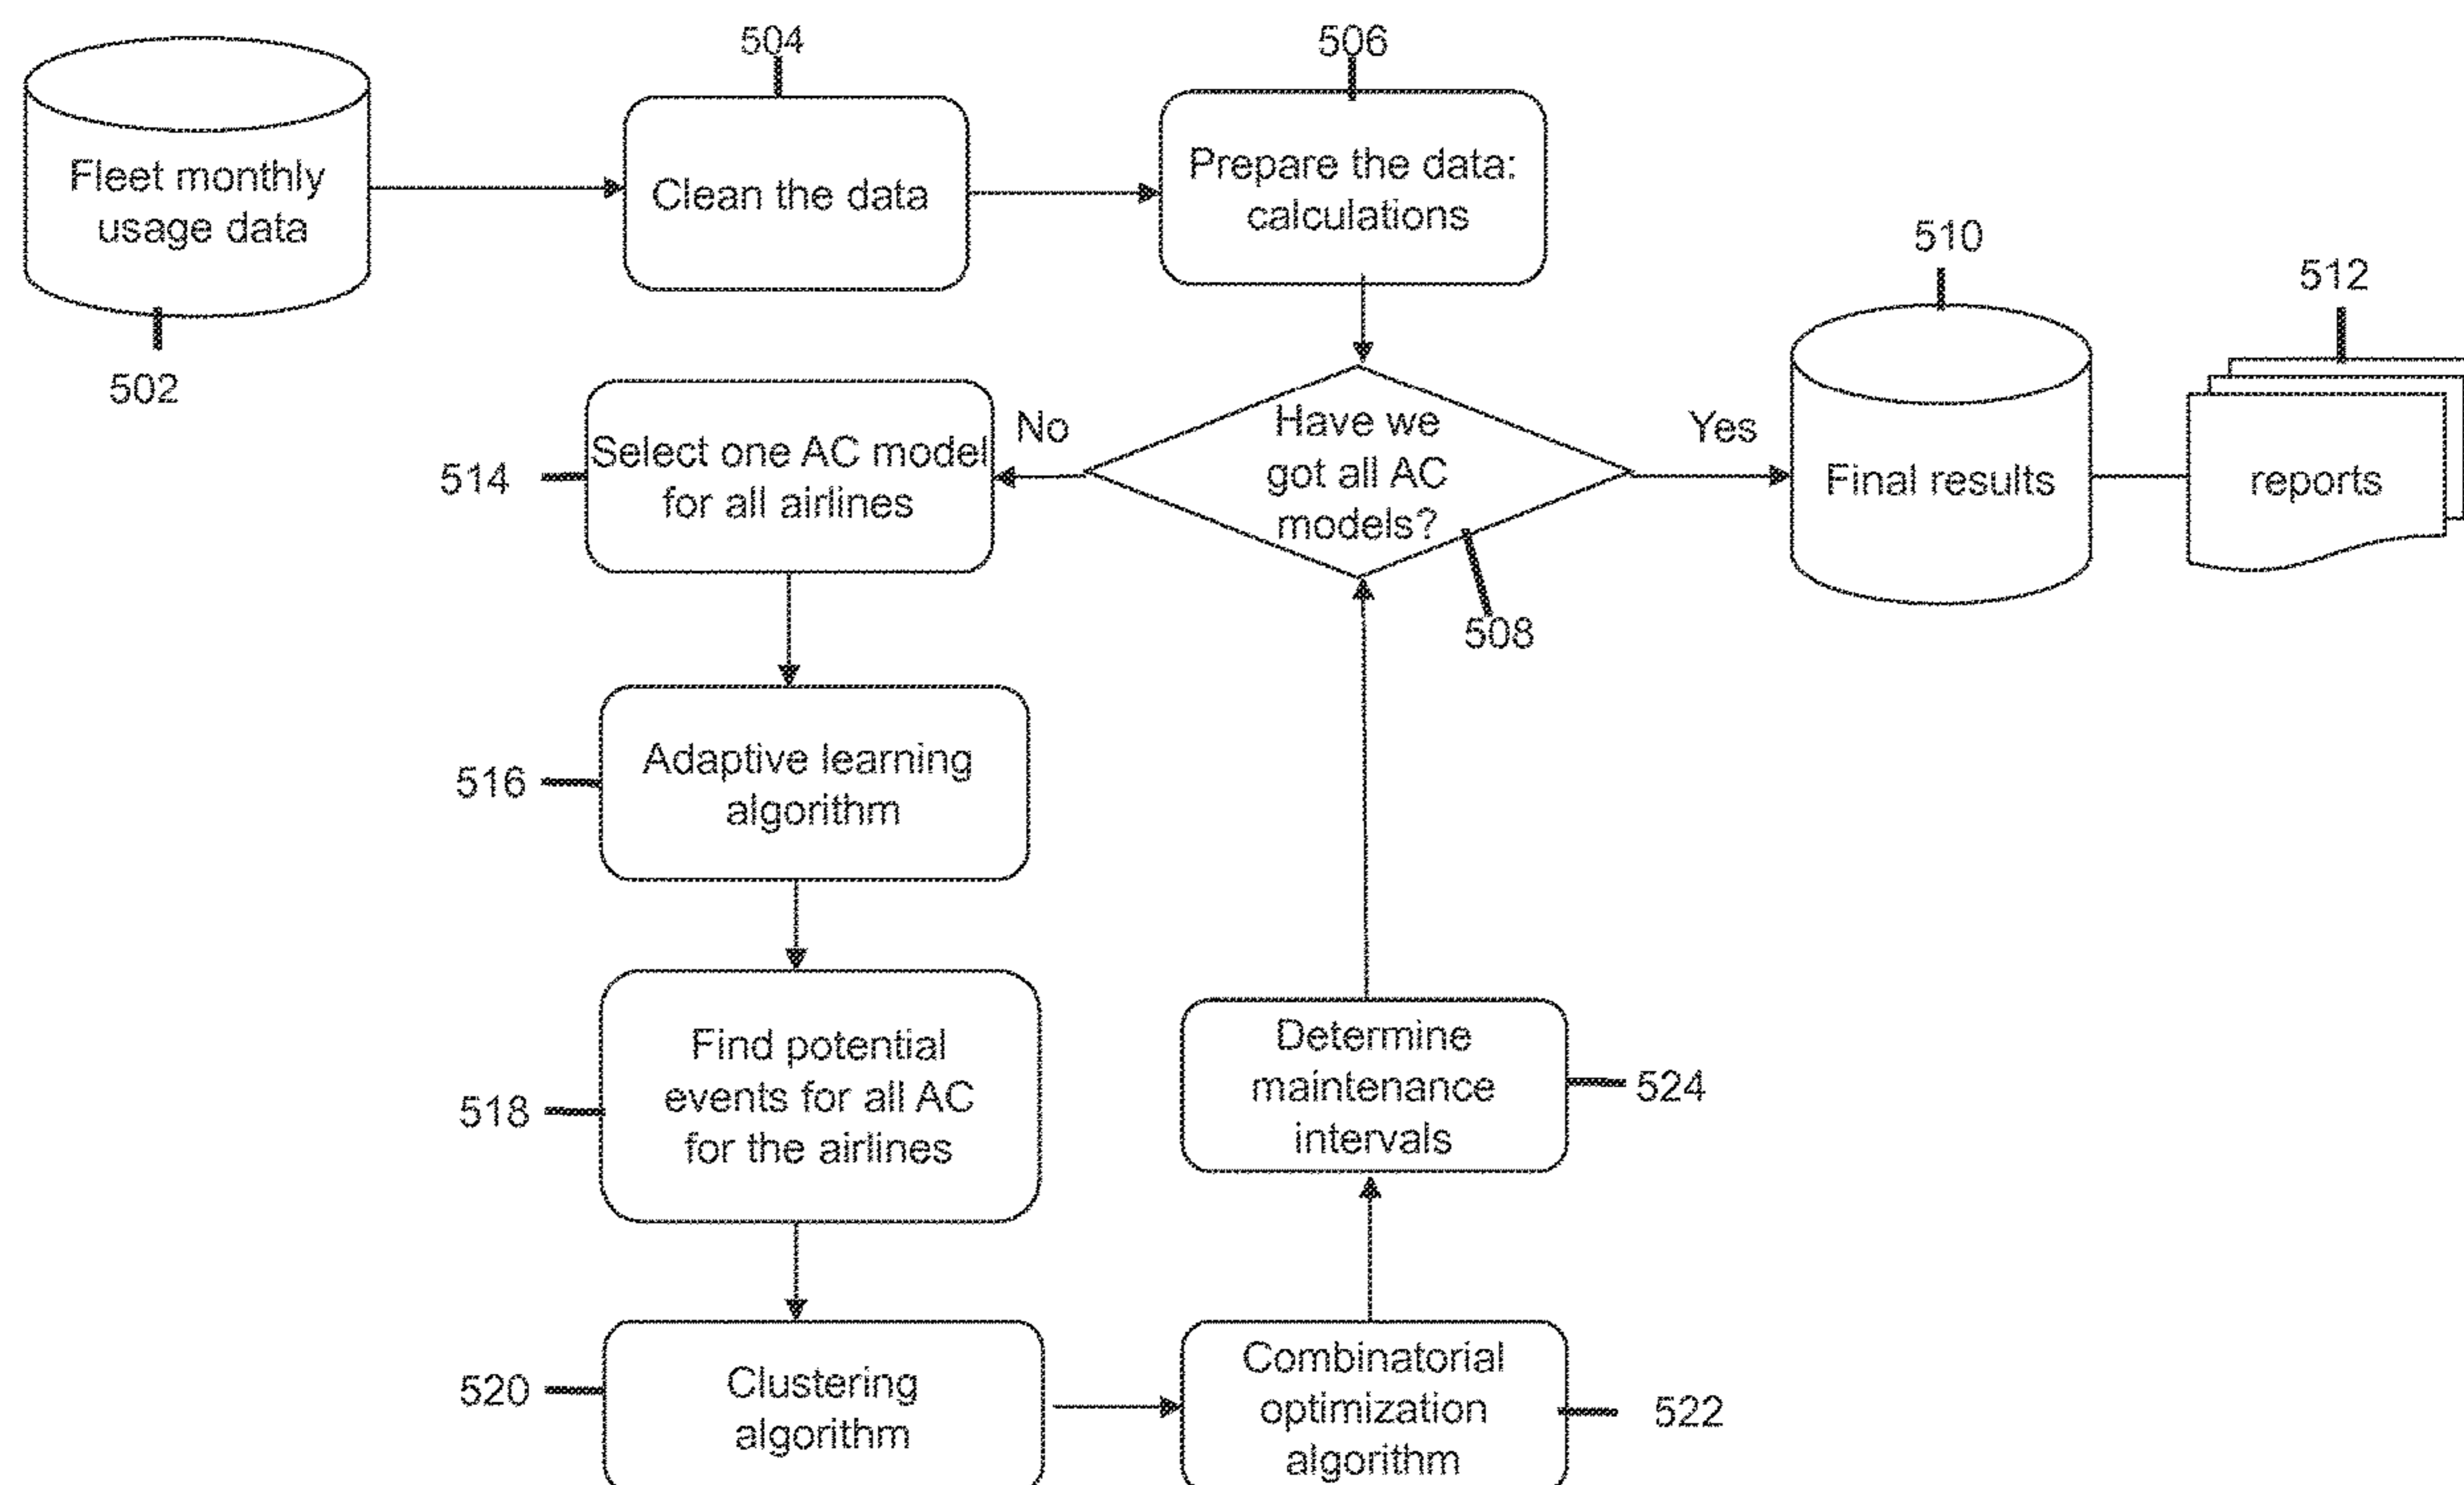 504
506
Fleet monthly
usage data
Clean the data
Prepare the data:
calculations
502
510
512
514
Select one AC model
for all airlines
No
Have we
got all AC
models?
Yes
Final results
reports
508
516
Adaptive learning
algorithm
518
Find potential
events for all AC
for the airlines
Determine
maintenance
intervals
524
520
Clustering
algorithm
Combinatorial
optimization
algorithm
522